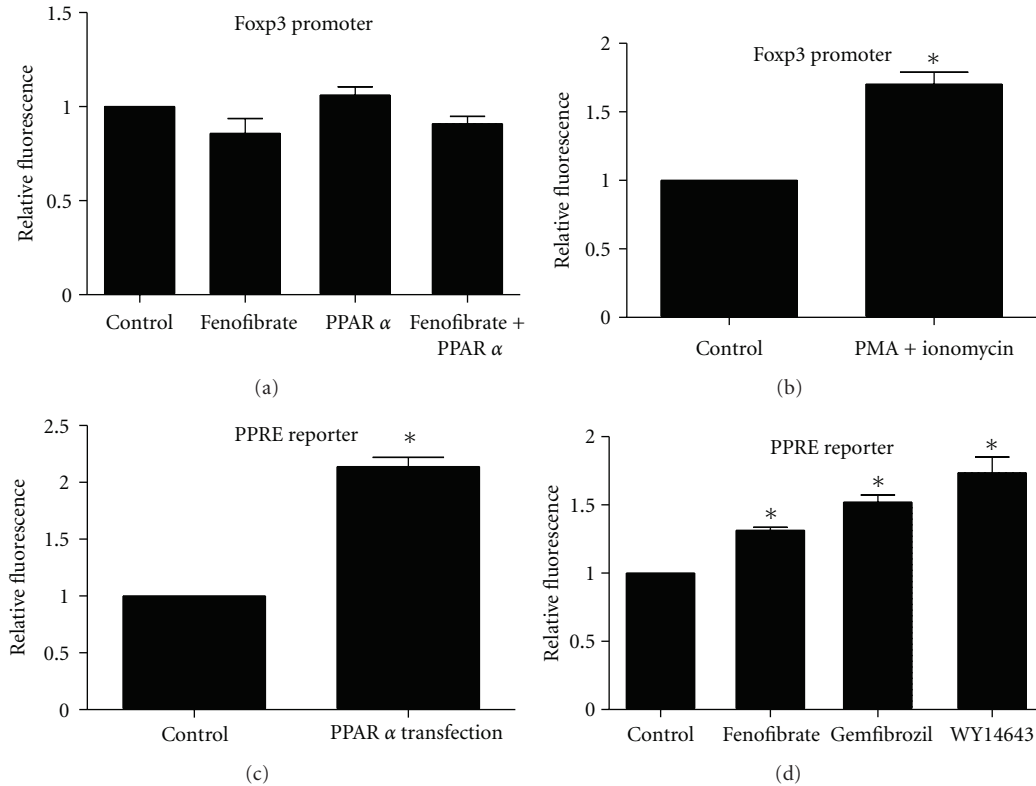 Foxp3 promoter
Relative fluorescence
1.5
1
0.5
0
Control
Fenofibrate
PPAR α
Fenofibrate +
PPAR α
(a)
Foxp3 promoter
Relative fluorescence
2
1.5
1
0.5
0
*
Control
PMA + ionomycin
(b)
PPRE reporter
Relative fluorescence
2.5
2
1.5
1
0.5
0
*
Control
PPAR α transfection
(c)
PPRE reporter
Relative fluorescence
2
1.5
1
0.5
0
*
*
*
Control
Fenofibrate
Gemfibrozil
WY14643
(d)